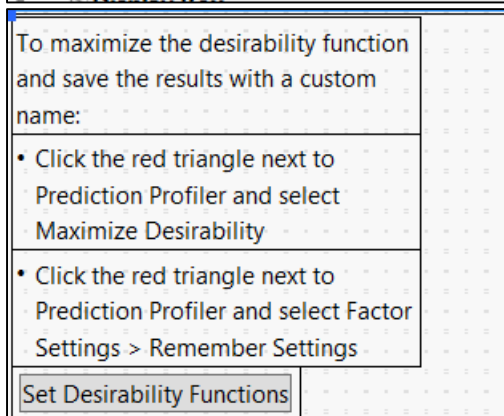 To maximize the desirability function
and save the results with a custom
name:
• Click the red triangle next to
Prediction Profiler and select
Maximize Desirability
• Click the red triangle next to
Prediction Profiler and select Factor
Settings > Remember Settings
Set Desirability Functions